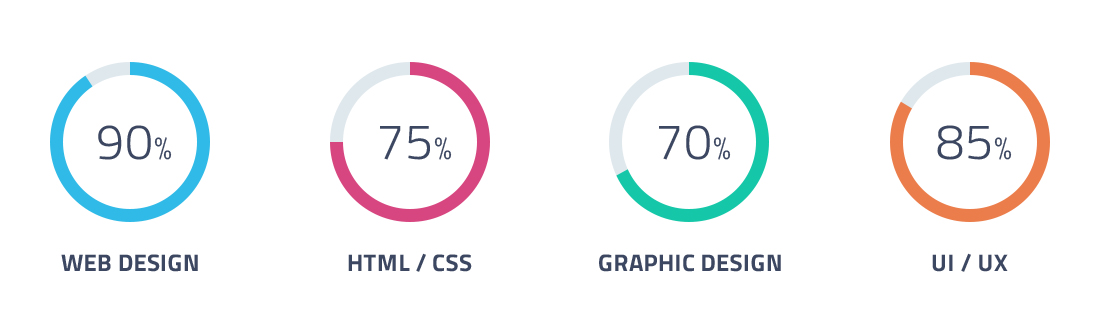 90%
75%
70%
85%
WEB DESIGN
HTML / CSS
GRAPHIC DESIGN
UI / UX